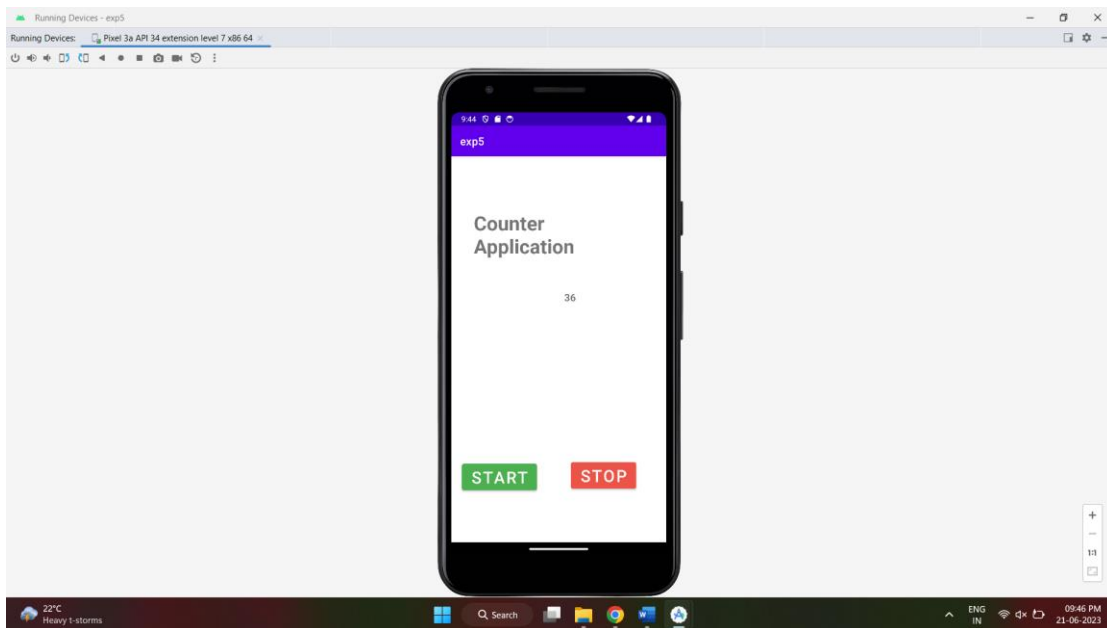 Running Devices - exp5
Running Devices: Pixel 3a API 34 extension level 7 x86 64
9:44
exp5
Counter
Application
36
START
STOP
1:1
22°C
Heavy t-storms
Search
ENG
IN
09:46 PM
21-06-2023